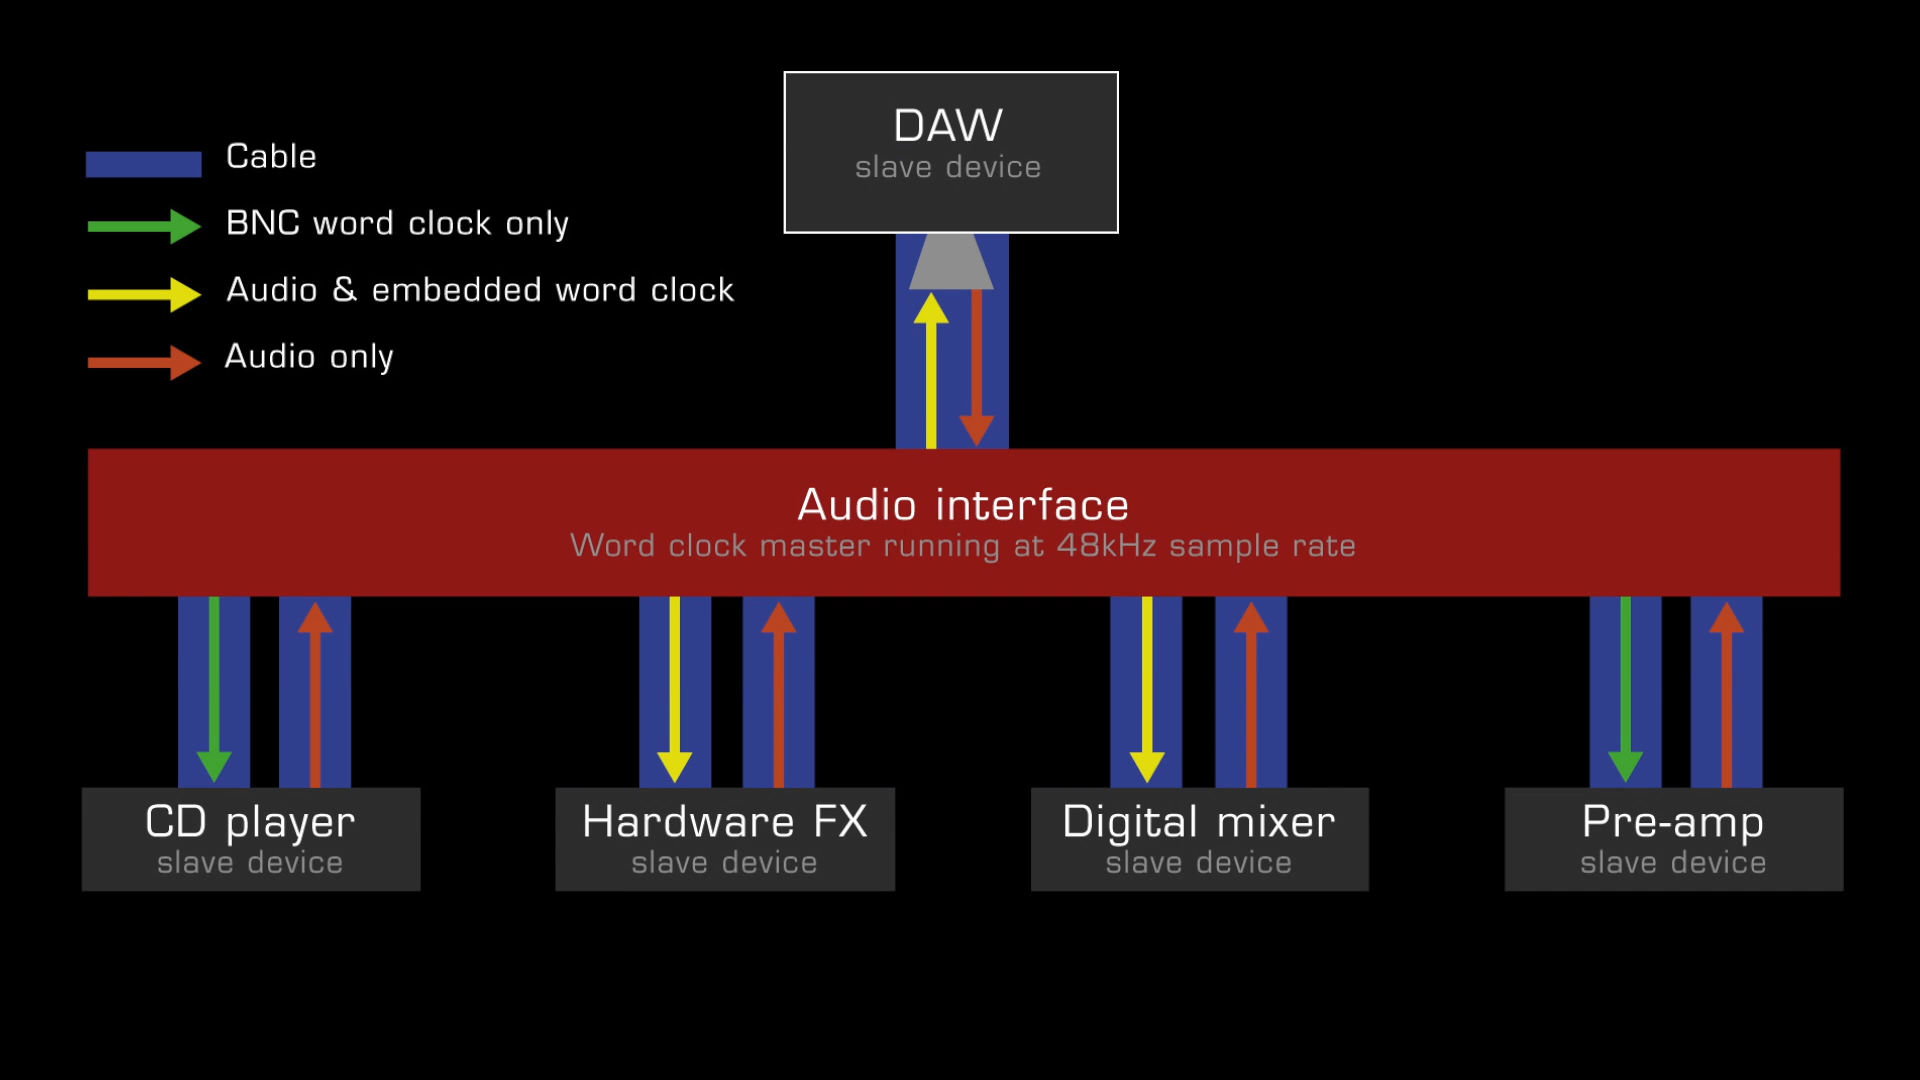 DAW
slave device
Cable
BNC word clock only
Audio & embedded word clock
Audio only
Audio interface
Word clock master running at 48kHz sample rate
CD player
slave device
Hardware FX
slave device
Digital mixer
slave device
Pre-amp
slave device